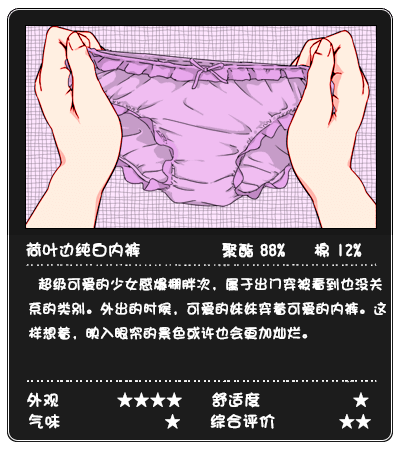 荷叶边纯白内裤 聚酯 88% 棉 12%
超级可爱的少女感爆棚胖次，属于出门穿被看到也没关
系的类别。外出的时候，可爱的妹妹穿着可爱的内裤。这
样想着，映入眼帘的景色或许也会更加灿烂。
外观 ★★★★ 舒适度 ★
气味 ★ 综合评价 ★★